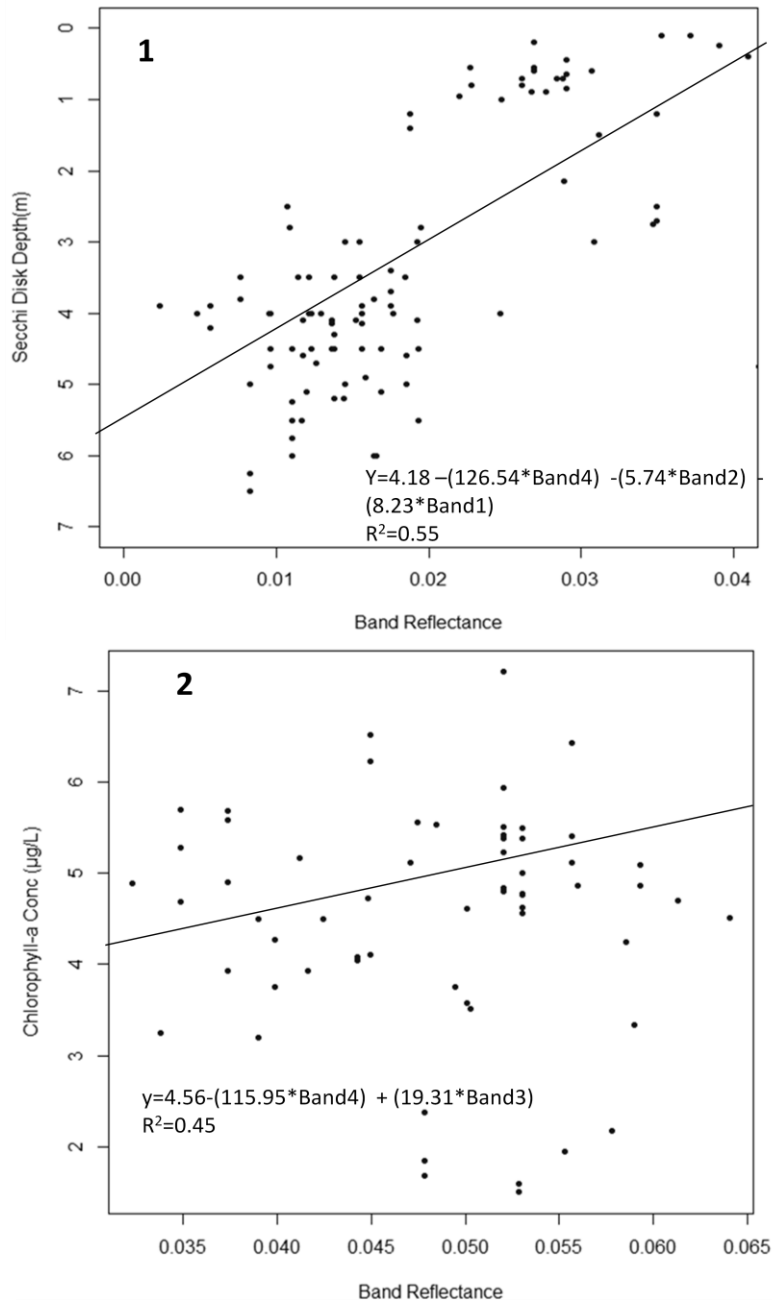 1
0
1
2
3
4
5
6
7
Secchi Disk Depth(m)
Y=4.18 –(126.54*Band4) -(5.74*Band2) -
(8.23*Band1)
R²=0.55
0.00 0.01 0.02 0.03 0.04
Band Reflectance
2
7
6
5
4
3
2
Chlorophyll-a Conc (µg/L)
y=4.56-(115.95*Band4) + (19.31*Band3)
R²=0.45
0.035 0.040 0.045 0.050 0.055 0.060 0.065
Band Reflectance